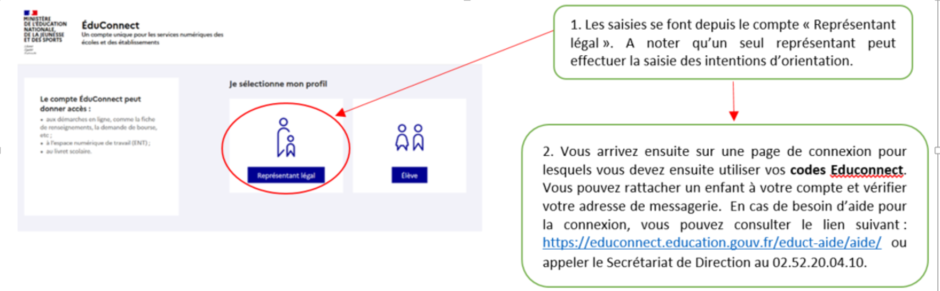 MINISTÈRE
DE L'ÉDUCATION
NATIONALE,
DE LA JEUNESSE
ET DES SPORTS
ÉduConnect
Un compte unique pour les services numériques des
écoles et des établissements
Je sélectionne mon profil
Le compte ÉduConnect peut
donner accès :
• aux démarches en ligne, comme la fiche
de renseignements, la demande de bourse,
etc ;
• à l'espace numérique de travail (ENT) ;
• au livret scolaire.
Représentant légal
Élève
1. Les saisies se font depuis le compte « Représentant
légal ». A noter qu'un seul représentant peut
effectuer la saisie des intentions d'orientation.
2. Vous arrivez ensuite sur une page de connexion pour
lesquels vous devez ensuite utiliser vos codes Educonnect.
Vous pouvez rattacher un enfant à votre compte et vérifier
votre adresse de messagerie. En cas de besoin d'aide pour
la connexion, vous pouvez consulter le lien suivant :
https://educonnect.education.gouv.fr/educt-aide/aide/ ou
appeler le Secrétariat de Direction au 02.52.20.04.10.